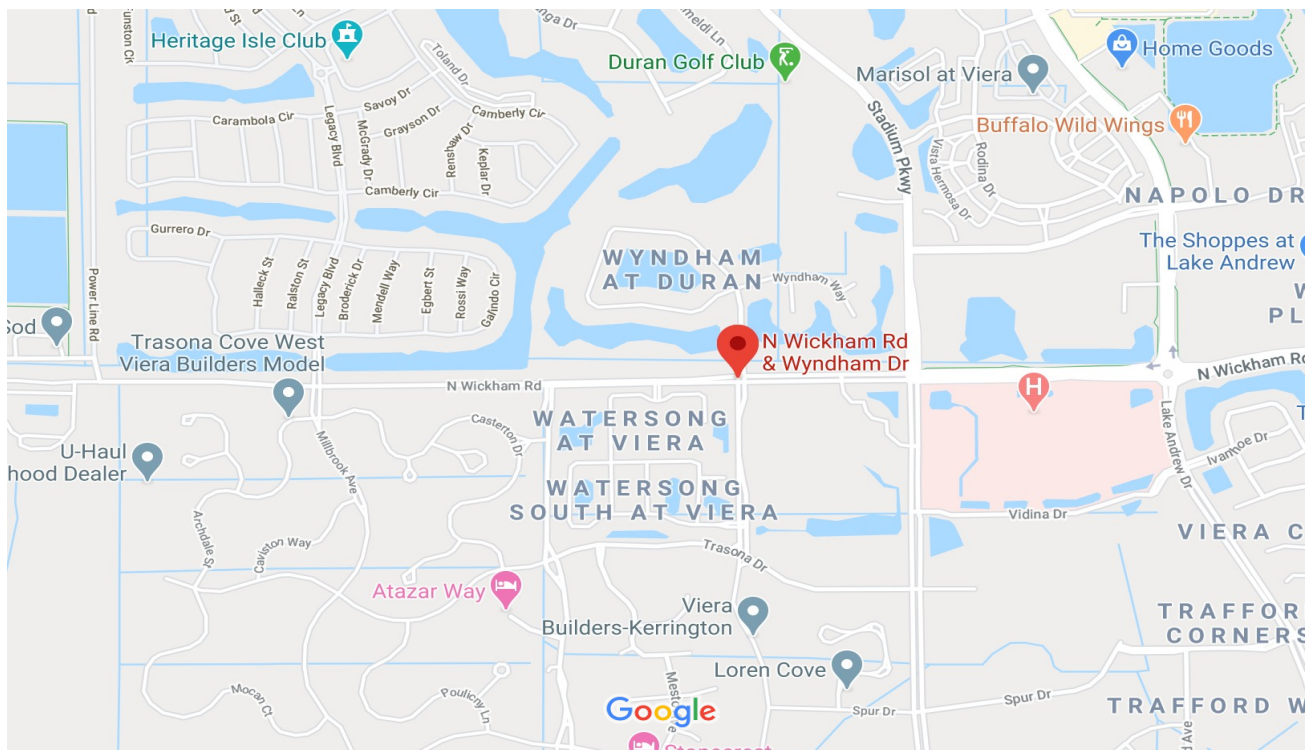 Heritage Isle Club
Toland Dr
Duran Golf Club
Home Goods
Marisol at Viera
Buffalo Wild Wings
Savoy Dr
Camberly Cir
Carambola Cir
Legacy Blvd
McGrady Dr
Grayson Dr
Renshaw Dr
Keplar Dr
Camberly Cir
Stadium Pkwy
Vista Hermosa Dr
Rodina Dr
NAPOLO DR
Gurrero Dr
Halleck St
Ralston St
Legacy Blvd
Broderick Dr
Mendell Way
Egbert St
Rossi Way
Galindo Cir
WYNDHAM
AT DURAN
Wyndham Way
The Shoppes at
Lake Andrew
Power Line Rd
Sod
Trasona Cove West
Viera Builders Model
N Wickham Rd
& Wyndham Dr
N Wickham Rd
N Wickham Rd
H
WATERSONG
AT VIERA
Casterton Dr
U-Haul
hood Dealer
Millbrook Ave
Lake Andrew Dr
Ivanhoe Dr
WATERSONG
SOUTH AT VIERA
Vidina Dr
VIERA C
Archdale St
Cavlston Way
Trasona Dr
Atazar Way
Viera
Builders-Kerrington
TRAFFOR
CORNERS
Loren Cove
Mocan Ct
Poulicny Ln
Google
Spur Dr
Spur Dr
TRAFFORD W